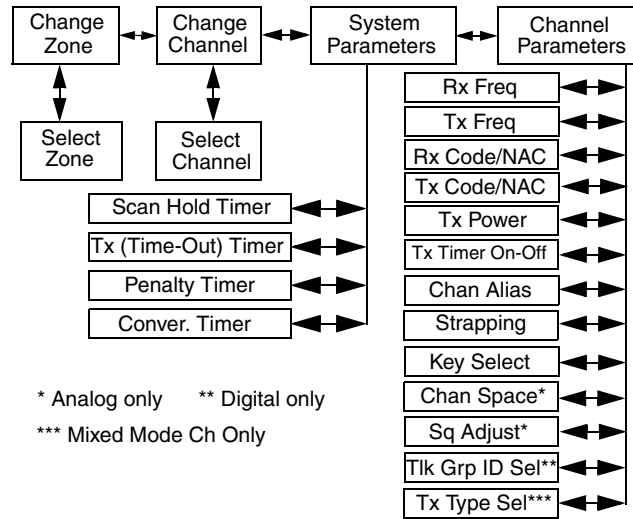 Change
Zone
Change
Channel
System
Parameters
Channel
Parameters
Select
Zone
Select
Channel
Scan Hold Timer
Tx (Time-Out) Timer
Penalty Timer
Conver. Timer
Rx Freq
Tx Freq
Rx Code/NAC
Tx Code/NAC
Tx Power
Tx Timer On-Off
Chan Alias
Strapping
Key Select
Chan Space*
Sq Adjust*
Tlk Grp ID Sel**
Tx Type Sel***
* Analog only ** Digital only
*** Mixed Mode Ch Only